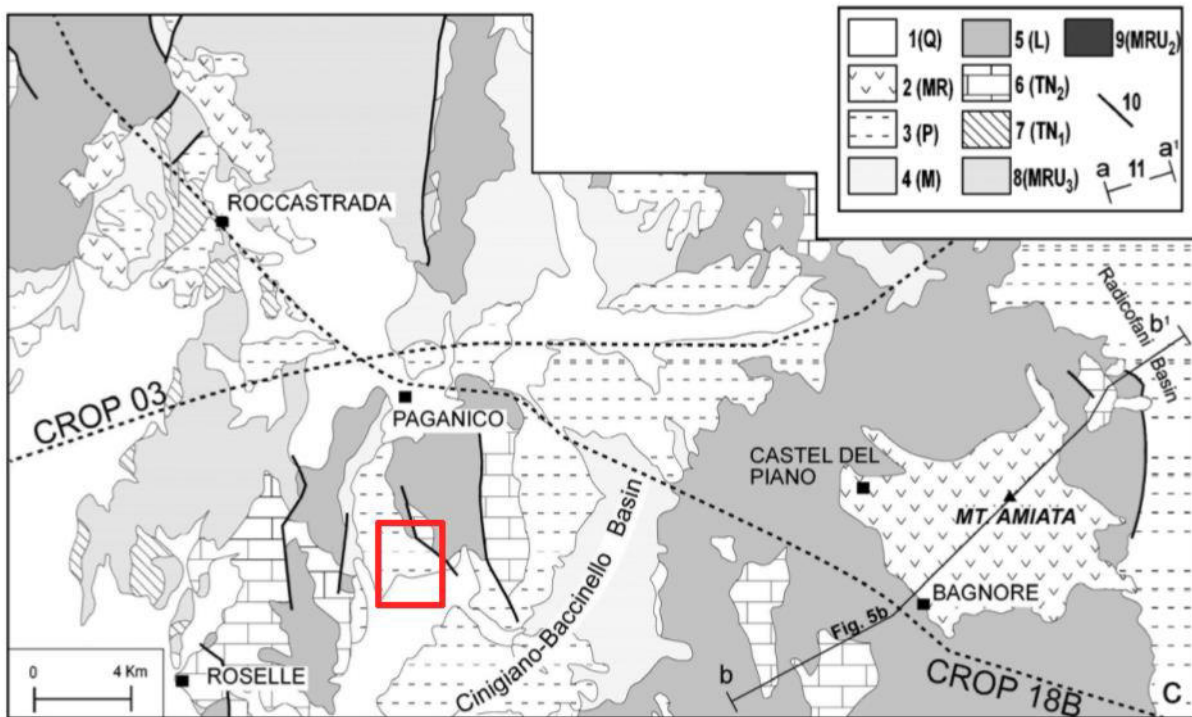 1(Q)
2 (MR)
3 (P)
4 (M)
5 (L)
6 (TN₂)
7 (TN₁)
8(MRU₃)
9(MRU₂)
10
a 11 a¹
ROCCASTRADA
CROP 03
PAGANICO
Radicofani Basin
b¹
CASTEL DEL
PIANO
MT. AMIATA
Cinigiano-Baccinello Basin
BAGNORE
Fig. 5b
b
CROP 18B
0 4 Km
ROSELLE
C